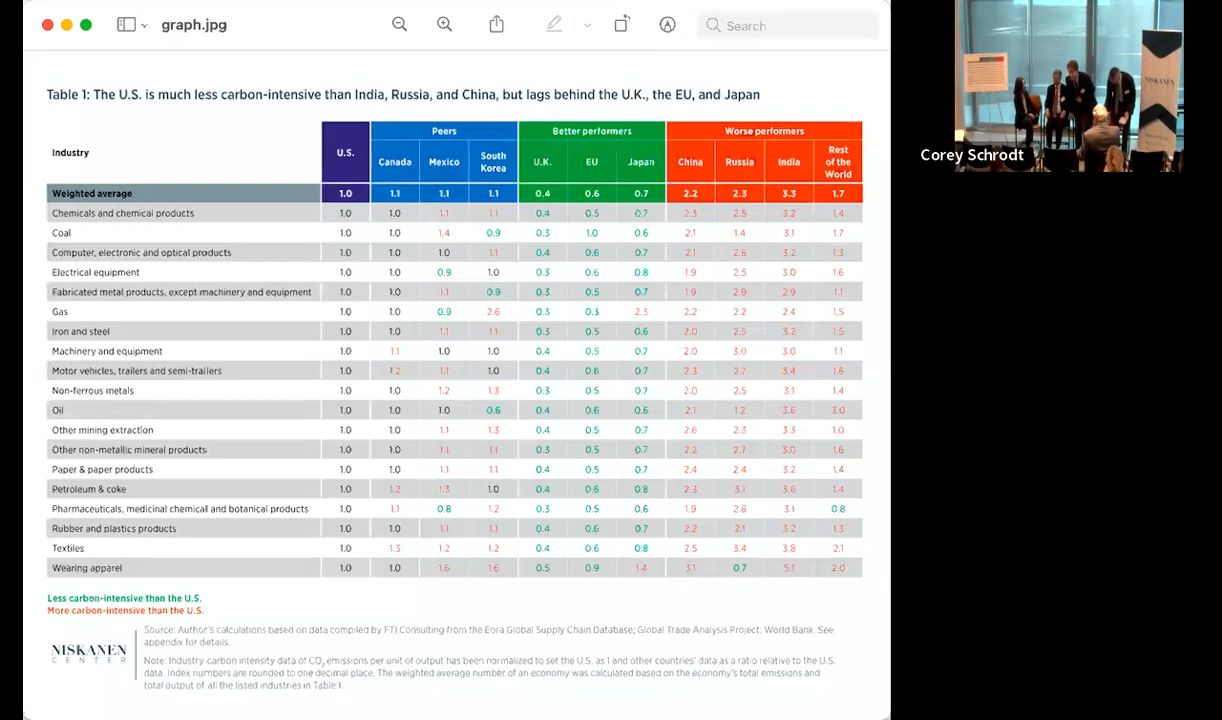 graph.jpg
Search
Table 1: The U.S. is much less carbon-intensive than India, Russia, and China, but lags behind the U.K., the EU, and Japan
Peers Better performers Worse performers
Industry U.S. Canada Mexico South Korea U.K. EU Japan China Russia India Rest of the World
Weighted average 1.0 1.1 1.1 1.1 0.4 0.6 0.7 2.2 2.3 3.3 1.7
Chemicals and chemical products 1.0 1.0 1.1 1.1 0.4 0.5 0.7 2.3 2.5 3.2 1.4
Coal 1.0 1.0 1.4 0.9 0.3 1.0 0.6 2.1 1.4 3.1 1.7
Computer, electronic and optical products 1.0 1.0 1.0 1.1 0.4 0.6 0.7 2.1 2.6 3.2 1.3
Electrical equipment 1.0 1.0 0.9 1.0 0.3 0.6 0.8 1.9 2.5 3.0 1.6
Fabricated metal products, except machinery and equipment 1.0 1.0 1.1 0.9 0.3 0.5 0.7 1.9 2.9 2.9 1.1
Gas 1.0 1.0 0.9 2.6 0.3 0.3 2.3 2.2 2.2 2.4 1.5
Iron and steel 1.0 1.0 1.1 1.1 0.3 0.5 0.6 2.0 2.5 3.2 1.5
Machinery and equipment 1.0 1.1 1.0 1.0 0.4 0.5 0.7 2.0 3.0 3.0 1.1
Motor vehicles, trailers and semi-trailers 1.0 1.2 1.1 1.0 0.4 0.6 0.7 2.3 2.7 3.4 1.6
Non-ferrous metals 1.0 1.0 1.2 1.3 0.3 0.5 0.7 2.0 2.5 3.1 1.4
Oil 1.0 1.0 1.0 0.6 0.4 0.6 0.6 2.1 1.2 3.6 3.0
Other mining extraction 1.0 1.0 1.1 1.3 0.4 0.5 0.7 2.6 2.3 3.3 1.0
Other non-metallic mineral products 1.0 1.0 1.1 1.1 0.3 0.5 0.7 2.2 2.7 3.0 1.6
Paper & paper products 1.0 1.0 1.1 1.1 0.4 0.5 0.7 2.4 2.4 3.2 1.4
Petroleum & coke 1.0 1.2 1.3 1.0 0.4 0.6 0.8 2.3 3.1 3.6 1.4
Pharmaceuticals, medicinal chemical and botanical products 1.0 1.1 0.8 1.2 0.3 0.5 0.6 1.9 2.8 3.1 0.8
Rubber and plastics products 1.0 1.0 1.1 1.1 0.4 0.6 0.7 2.2 2.1 3.2 1.3
Textiles 1.0 1.3 1.2 1.2 0.4 0.6 0.8 2.5 3.4 3.8 2.1
Wearing apparel 1.0 1.0 1.6 1.6 0.5 0.9 1.4 3.1 0.7 5.1 2.0
Less carbon-intensive than the U.S.
More carbon-intensive than the U.S.
NISKANEN
CENTER
Source: Author's calculations based on data compiled by FTI Consulting from the Eora Global Supply Chain Database; Global Trade Analysis Project; World Bank. See
appendix for details.
Note: Industry carbon intensity data of CO₂ emissions per unit of output has been normalized to set the U.S. as 1 and other countries' data as a ratio relative to the U.S.
data. Index numbers are rounded to one decimal place. The weighted average number of an economy was calculated based on the economy's total emissions and
total output of all the listed industries in Table 1.
NISKANEN
Corey Schrodt